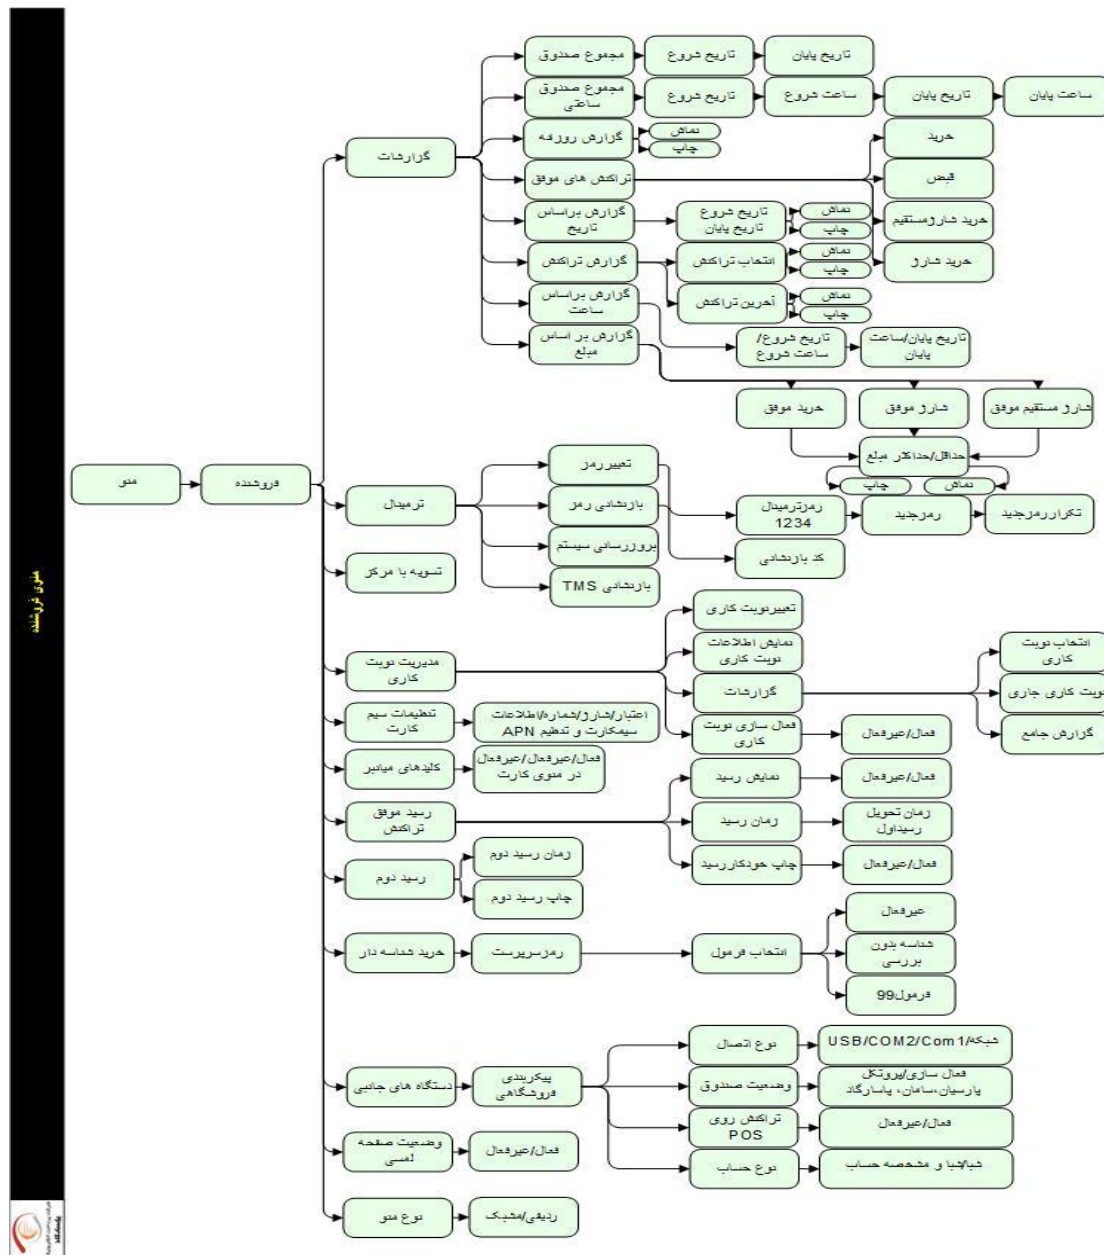 منوی فروشنده
منو
فروشنده
گزارشات
مجموع صندوق
تاریخ شروع
تاریخ پایان
مجموع صندوق
ساعتی
تاریخ شروع
ساعت شروع
تاریخ پایان
ساعت پایان
گزارش روزانه
نماش
چاپ
تراکنش های موفق
خرید
قبض
خرید شارژمستقیم
خرید شارژ
گزارش براساس
تاریخ
تاریخ شروع
تاریخ پایان
نماش
چاپ
گزارش تراکنش
انتخاب تراکنش
نماش
چاپ
آخرین تراکنش
نماش
چاپ
گزارش براساس
ساعت
تاریخ شروع/
ساعت شروع
تاریخ پایان/ساعت
پایان
گزارش بر اساس
مبلغ
خرید موفق
شارژ موفق
شارژ مستقیم موفق
حداقل/حداکثر مبلغ
چاپ
نماش
ترمینال
تغییررمز
بازنشانی رمز
رمزترمینال
1234
رمزجدید
تکراررمزجدید
کد بازنشانی
بروزرسانی سیستم
بازنشانی TMS
تسویه با مرکز
مدیریت نوبت
کاری
تغییرنوبت کاری
نمایش اطلاعات
نوبت کاری
گزارشات
انتخاب نوبت
کاری
نوبت کاری جاری
گزارش جامع
فعال سازی نوبت
کاری
فعال/غیرفعال
تنظیمات سیم
کارت
اعتبار/شارژ/شماره/اطلاعات
سیمکارت و تنظیم APN
کلیدهای میانبر
فعال/غیرفعال/غیرفعال
در منوی کارت
رسید موفق
تراکنش
نمایش رسید
فعال/غیرفعال
زمان رسید
زمان تحویل
رسیداول
چاپ خودکاررسید
فعال/غیرفعال
رسید دوم
زمان رسید دوم
چاپ رسید دوم
خرید شناسه دار
رمزسرپرست
انتخاب فرمول
غیرفعال
شناسه بدون
بررسی
فرمول99
دستگاه های جانبی
پیکربندی
فروشگاهی
نوع اتصال
شبکه/USB/COM2/Com1
وضعیت صندوق
فعال سازی/پروتکل
پارسیان،سامان، پاسارگاد
تراکنش روی
POS
فعال/غیرفعال
نوع حساب
شبا/شبا و مشخصه حساب
وضعیت صفحه
لمسی
فعال/غیرفعال
نوع منو
ردیفی/مشبک